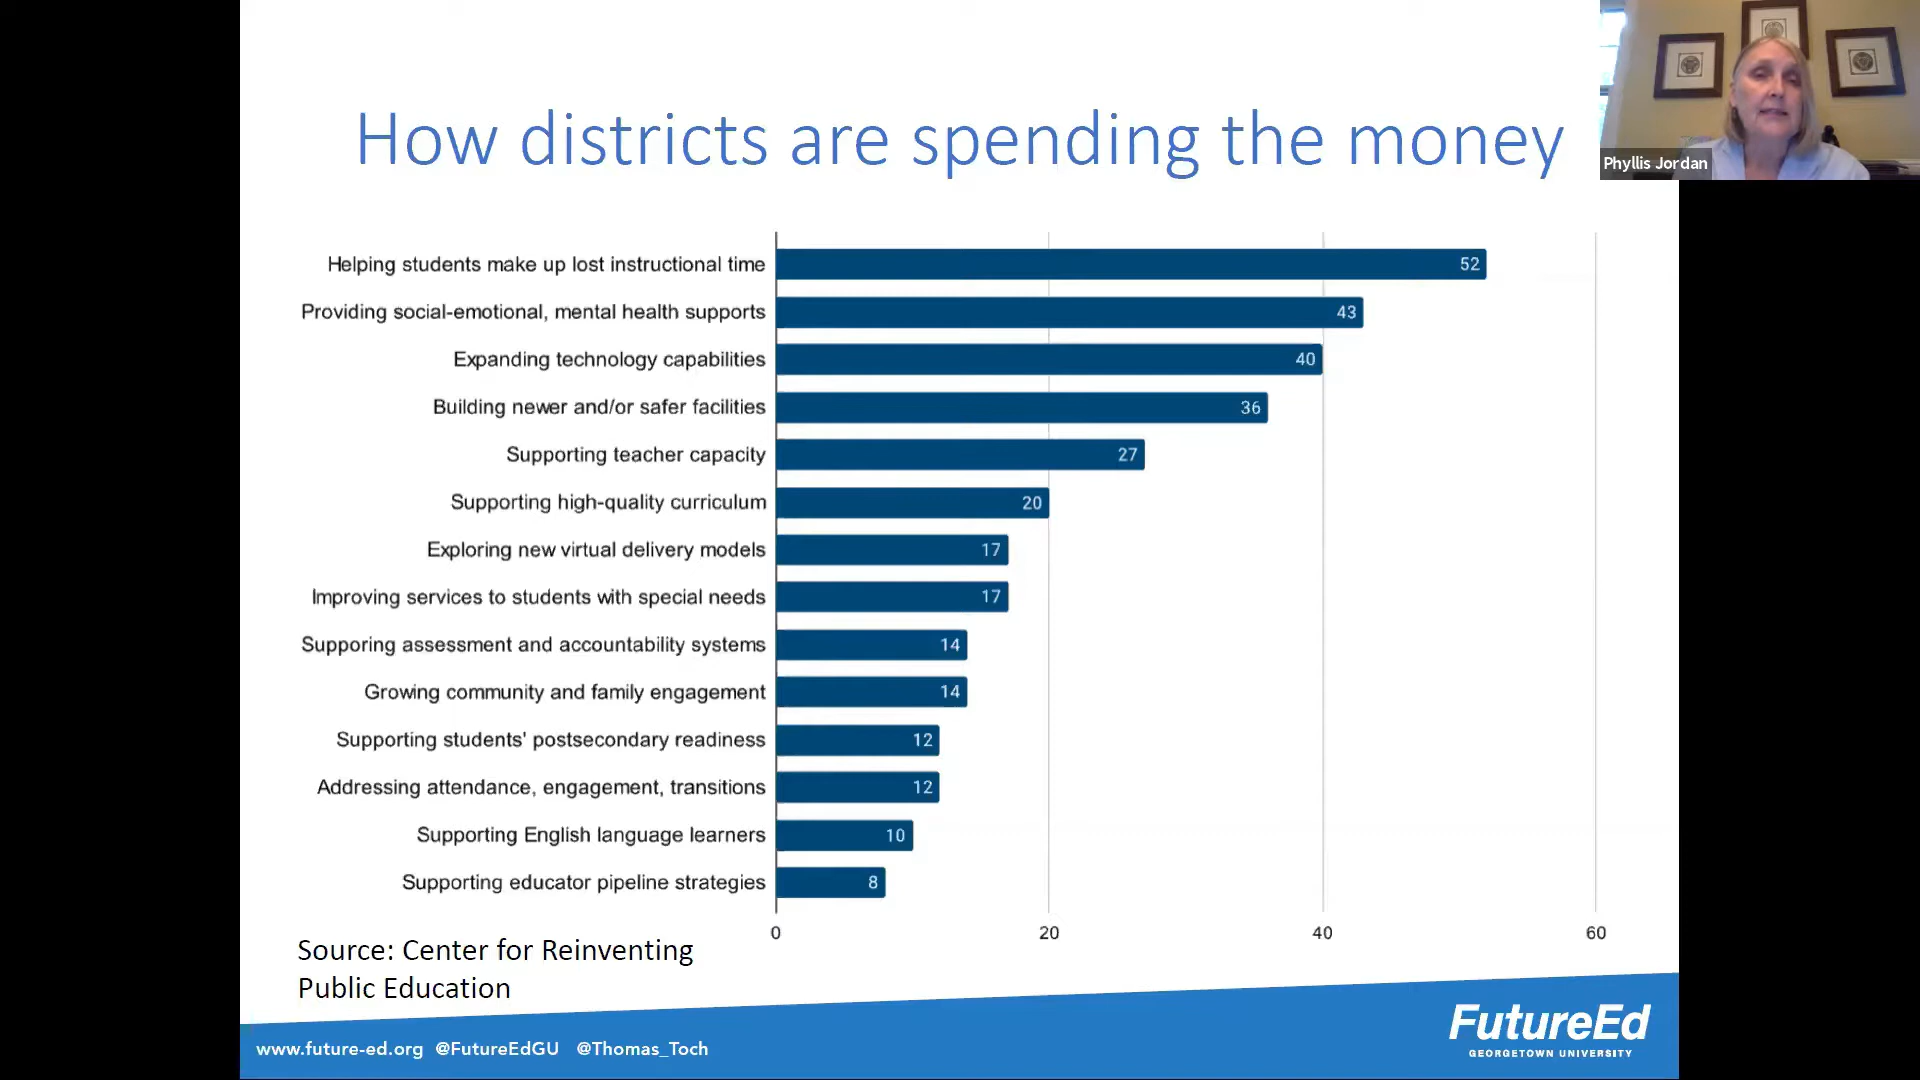 How districts are spending the money
Phyllis Jordan
Helping students make up lost instructional time 52
Providing social-emotional, mental health supports 43
Expanding technology capabilities 40
Building newer and/or safer facilities 36
Supporting teacher capacity 27
Supporting high-quality curriculum 20
Exploring new virtual delivery models 17
Improving services to students with special needs 17
Supporing assessment and accountability systems 14
Growing community and family engagement 14
Supporting students' postsecondary readiness 12
Addressing attendance, engagement, transitions 12
Supporting English language learners 10
Supporting educator pipeline strategies 8
0 20 40 60
Source: Center for Reinventing
Public Education
www.future-ed.org @FutureEdGU @Thomas_Toch
FutureEd
GEORGETOWN UNIVERSITY